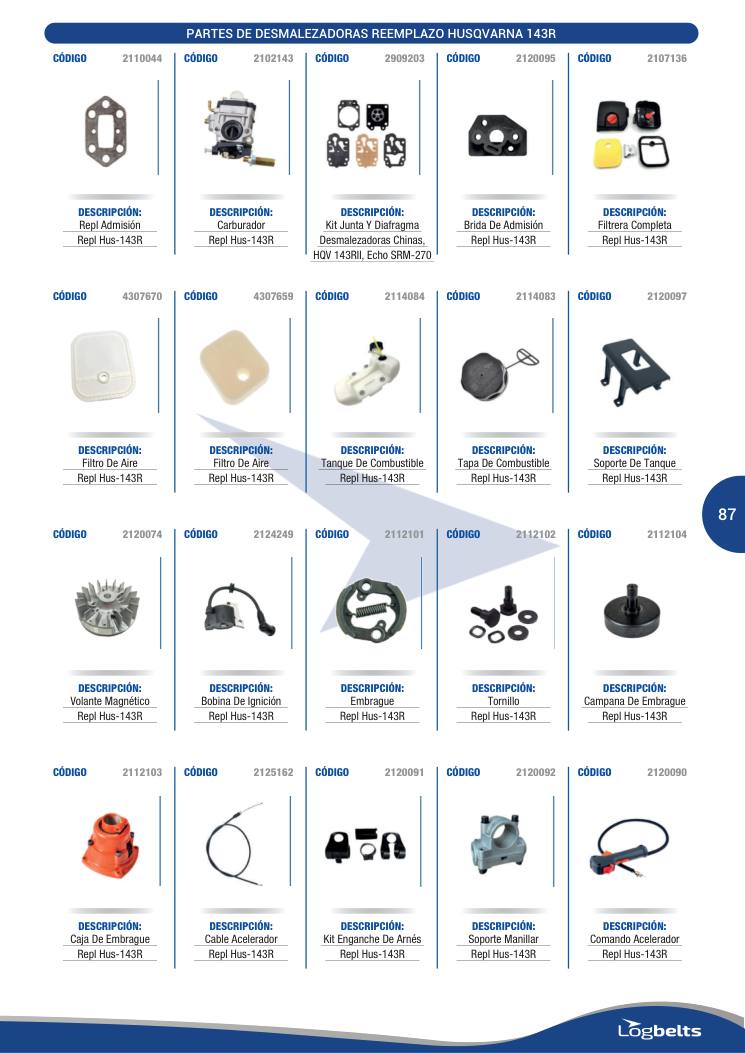 PARTES DE DESMALEZADORAS REEMPLAZO HUSQVARNA 143R
CÓDIGO 2110044
DESCRIPCIÓN:
Repl Admisión
Repl Hus-143R
CÓDIGO 2102143
DESCRIPCIÓN:
Carburador
Repl Hus-143R
CÓDIGO 2909203
DESCRIPCIÓN:
Kit Junta Y Diafragma
Desmalezadoras Chinas,
HQV 143RII, Echo SRM-270
CÓDIGO 2120095
DESCRIPCIÓN:
Brida De Admisión
Repl Hus-143R
CÓDIGO 2107136
DESCRIPCIÓN:
Filtrera Completa
Repl Hus-143R
CÓDIGO 4307670
DESCRIPCIÓN:
Filtro De Aire
Repl Hus-143R
CÓDIGO 4307659
DESCRIPCIÓN:
Filtro De Aire
Repl Hus-143R
CÓDIGO 2114084
DESCRIPCIÓN:
Tanque De Combustible
Repl Hus-143R
CÓDIGO 2114083
DESCRIPCIÓN:
Tapa De Combustible
Repl Hus-143R
CÓDIGO 2120097
DESCRIPCIÓN:
Soporte De Tanque
Repl Hus-143R
87
CÓDIGO 2120074
DESCRIPCIÓN:
Volante Magnético
Repl Hus-143R
CÓDIGO 2124249
DESCRIPCIÓN:
Bobina De Ignición
Repl Hus-143R
CÓDIGO 2112101
DESCRIPCIÓN:
Embrague
Repl Hus-143R
CÓDIGO 2112102
DESCRIPCIÓN:
Tornillo
Repl Hus-143R
CÓDIGO 2112104
DESCRIPCIÓN:
Campana De Embrague
Repl Hus-143R
CÓDIGO 2112103
DESCRIPCIÓN:
Caja De Embrague
Repl Hus-143R
CÓDIGO 2125162
DESCRIPCIÓN:
Cable Acelerador
Repl Hus-143R
CÓDIGO 2120091
DESCRIPCIÓN:
Kit Enganche De Arnés
Repl Hus-143R
CÓDIGO 2120092
DESCRIPCIÓN:
Soporte Manillar
Repl Hus-143R
CÓDIGO 2120090
DESCRIPCIÓN:
Comando Acelerador
Repl Hus-143R
Logbelts